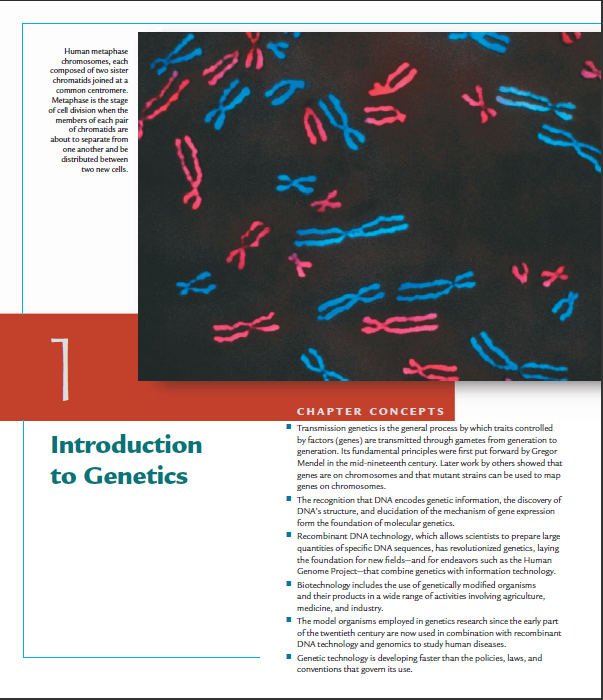 Human metaphase
chromosomes, each
composed of two sister
chromatids joined at a
common centromere.
Metaphase is the stage
of cell division when the
members of each pair
of chromatids are
about to separate from
one another and be
distributed between
two new cells.
1
Introduction
to Genetics
CHAPTER CONCEPTS
■ Transmission genetics is the general process by which traits controlled
by factors (genes) are transmitted through gametes from generation to
generation. Its fundamental principles were first put forward by Gregor
Mendel in the mid-nineteenth century. Later work by others showed that
genes are on chromosomes and that mutant strains can be used to map
genes on chromosomes.
■ The recognition that DNA encodes genetic information, the discovery of
DNA's structure, and elucidation of the mechanism of gene expression
form the foundation of molecular genetics.
■ Recombinant DNA technology, which allows scientists to prepare large
quantities of specific DNA sequences, has revolutionized genetics, laying
the foundation for new fields—and for endeavors such as the Human
Genome Project—that combine genetics with information technology.
■ Biotechnology includes the use of genetically modified organisms
and their products in a wide range of activities involving agriculture,
medicine, and industry.
■ The model organisms employed in genetics research since the early part
of the twentieth century are now used in combination with recombinant
DNA technology and genomics to study human diseases.
■ Genetic technology is developing faster than the policies, laws, and
conventions that govern its use.